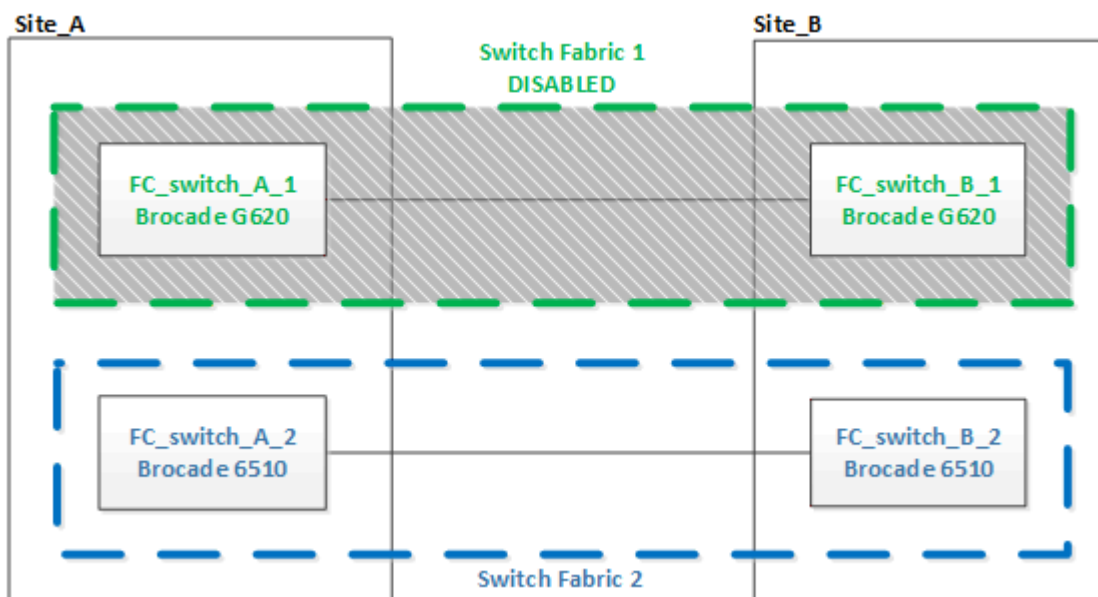 Site_A
Site_B
Switch Fabric 1
DISABLED
FC_switch_A_1
Brocade G620
FC_switch_B_1
Brocade G620
FC_switch_A_2
Brocade 6510
FC_switch_B_2
Brocade 6510
Switch Fabric 2